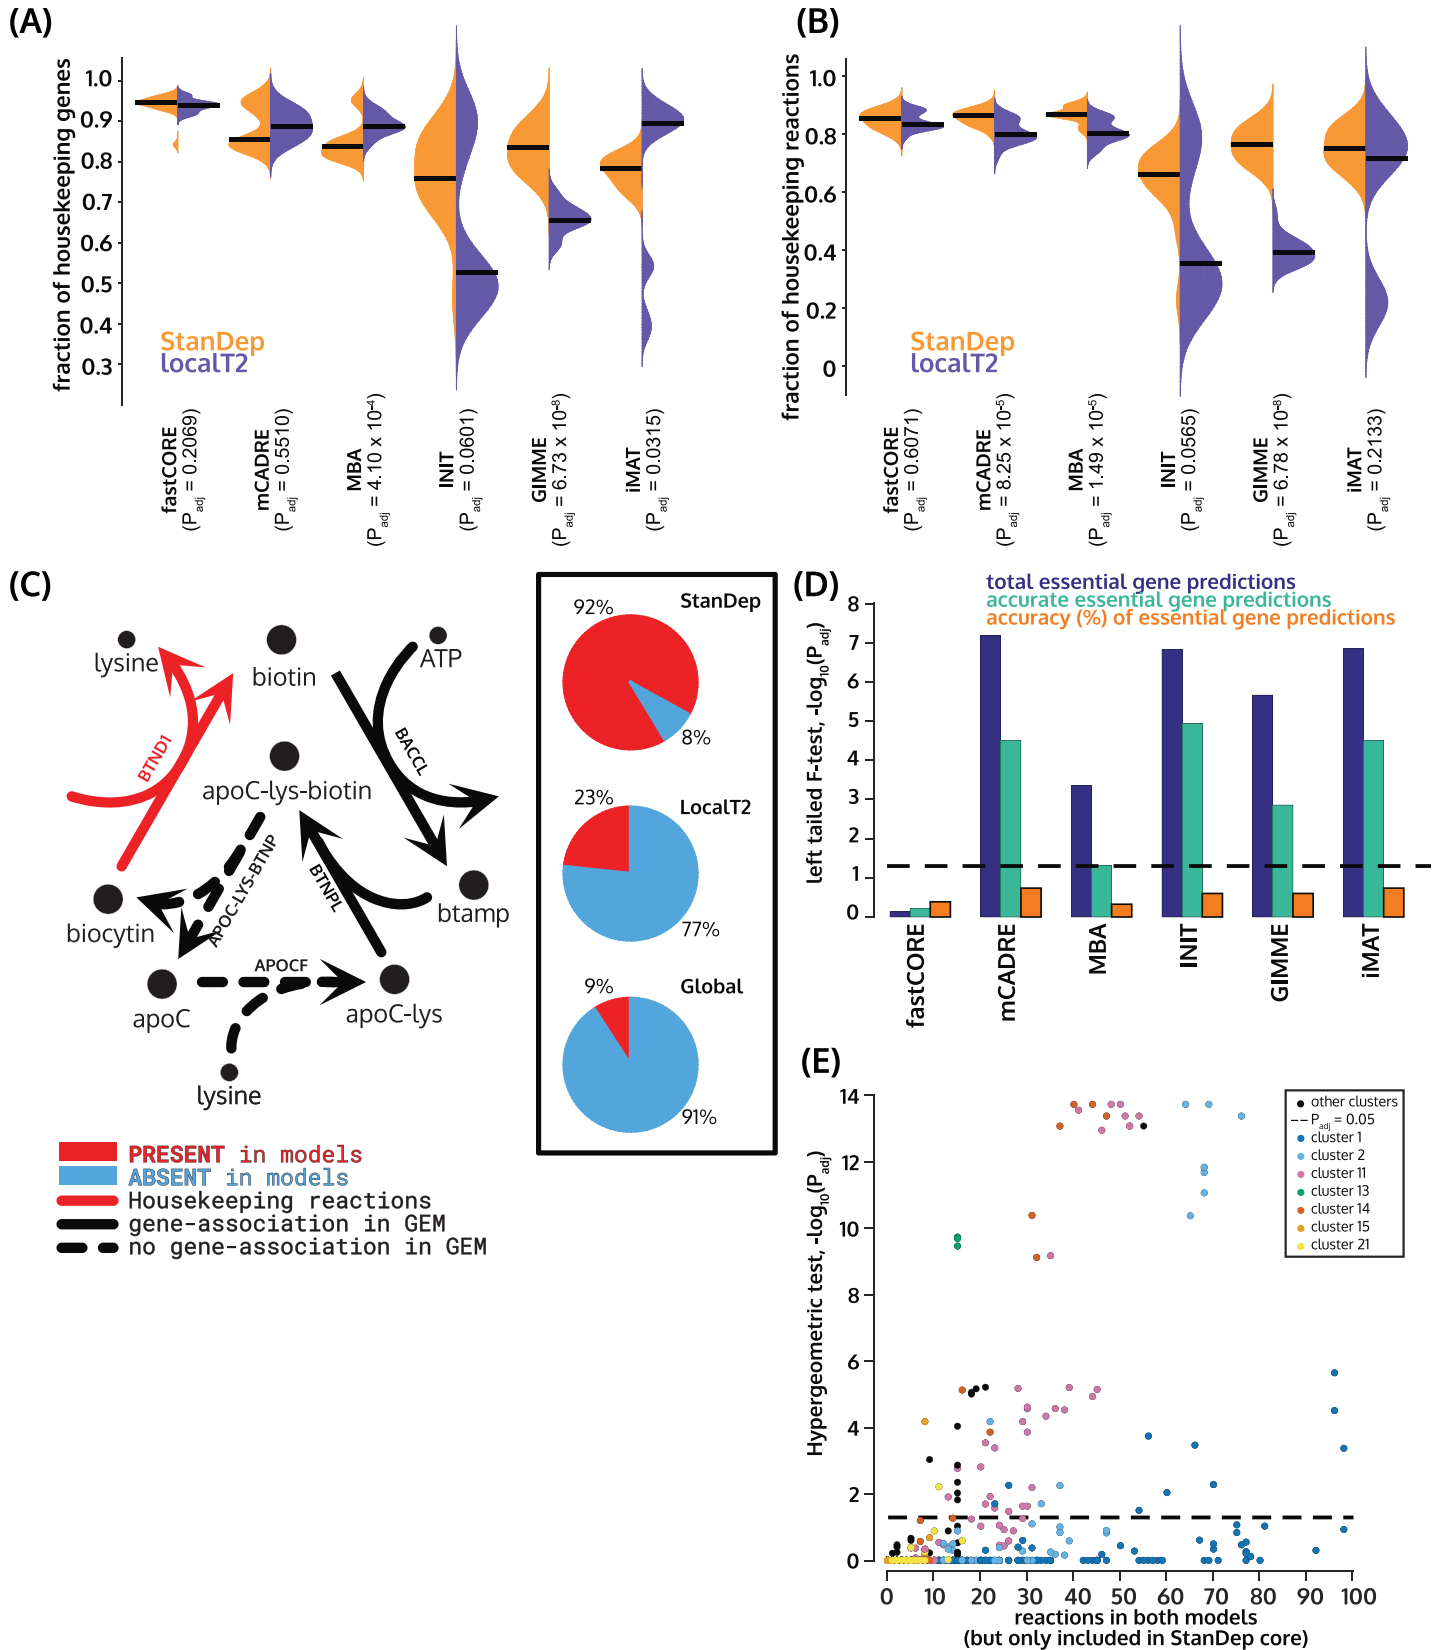 (A)
fraction of housekeeping genes
1.0
0.9
0.8
0.7
0.6
0.5
0.4
0.3
StanDep
localT2
fastCORE
(Padj = 0.2069)
mCADRE
(Padj = 0.5510)
MBA
(Padj = 4.10 x 10-4)
INIT
(Padj = 0.0601)
GIMME
(Padj = 6.73 x 10-8)
iMAT
(Padj = 0.0315)
(B)
fraction of housekeeping reactions
1.0
0.8
0.6
0.4
0.2
0
StanDep
localT2
fastCORE
(Padj = 0.6071)
mCADRE
(Padj = 8.25 x 10-5)
MBA
(Padj = 1.49 x 10-5)
INIT
(Padj = 0.0565)
GIMME
(Padj = 6.78 x 10-8)
iMAT
(Padj = 0.2133)
(C)
lysine
biotin
ATP
BTND1
BACCL
apoC-lys-biotin
APOC-LYS-BTNP
BTNPL
biocytin
btamp
APOCF
apoC
apoC-lys
lysine
92%
StanDep
8%
23%
LocalT2
77%
9%
Global
91%
PRESENT in models
ABSENT in models
Housekeeping reactions
gene-association in GEM
no gene-association in GEM
(D)
total essential gene predictions
accurate essential gene predictions
accuracy (%) of essential gene predictions
left tailed F-test, -log10(Padj)
8
7
6
5
4
3
2
1
0
fastCORE
mCADRE
MBA
INIT
GIMME
iMAT
(E)
Hypergeometric test, -log10(Padj)
14
12
10
8
6
4
2
0
other clusters
Padj = 0.05
cluster 1
cluster 2
cluster 11
cluster 13
cluster 14
cluster 15
cluster 21
0 10 20 30 40 50 60 70 80 90 100
reactions in both models
(but only included in StanDep core)